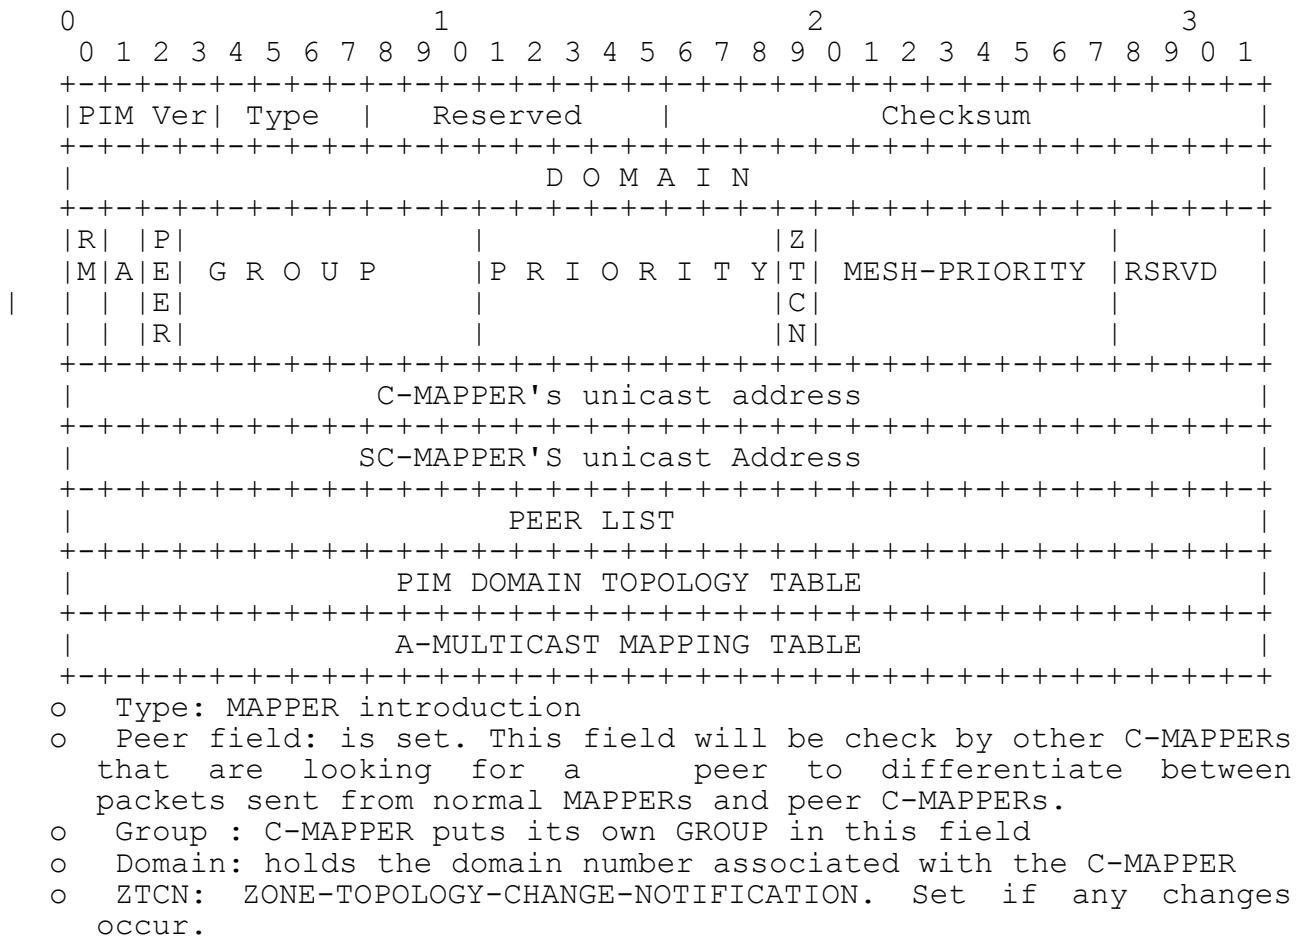 0                   1                   2                   3
 0 1 2 3 4 5 6 7 8 9 0 1 2 3 4 5 6 7 8 9 0 1 2 3 4 5 6 7 8 9 0 1
+-+-+-+-+-+-+-+-+-+-+-+-+-+-+-+-+-+-+-+-+-+-+-+-+-+-+-+-+-+-+-+-+
|PIM Ver| Type  |   Reserved    |           Checksum            |
+-+-+-+-+-+-+-+-+-+-+-+-+-+-+-+-+-+-+-+-+-+-+-+-+-+-+-+-+-+-+-+-+
|                         D O M A I N                           |
+-+-+-+-+-+-+-+-+-+-+-+-+-+-+-+-+-+-+-+-+-+-+-+-+-+-+-+-+-+-+-+-+
|R| |P|               |               |Z|               |       |
|M|A|E| G R O U P     |P R I O R I T Y|T| MESH-PRIORITY |RSRVD  |
|  | | |E|               |               |C|               |       |
| | |R|               |               |N|               |       |
+-+-+-+-+-+-+-+-+-+-+-+-+-+-+-+-+-+-+-+-+-+-+-+-+-+-+-+-+-+-+-+-+
|                C-MAPPER's unicast address                     |
+-+-+-+-+-+-+-+-+-+-+-+-+-+-+-+-+-+-+-+-+-+-+-+-+-+-+-+-+-+-+-+-+
|               SC-MAPPER'S unicast Address                     |
+-+-+-+-+-+-+-+-+-+-+-+-+-+-+-+-+-+-+-+-+-+-+-+-+-+-+-+-+-+-+-+-+
|                       PEER LIST                               |
+-+-+-+-+-+-+-+-+-+-+-+-+-+-+-+-+-+-+-+-+-+-+-+-+-+-+-+-+-+-+-+-+
|                 PIM DOMAIN TOPOLOGY TABLE                     |
+-+-+-+-+-+-+-+-+-+-+-+-+-+-+-+-+-+-+-+-+-+-+-+-+-+-+-+-+-+-+-+-+
|                 A-MULTICAST MAPPING TABLE                     |
+-+-+-+-+-+-+-+-+-+-+-+-+-+-+-+-+-+-+-+-+-+-+-+-+-+-+-+-+-+-+-+-+
o Type: MAPPER introduction
o Peer field: is set. This field will be check by other C-MAPPERs
that are looking for a peer to differentiate between
packets sent from normal MAPPERs and peer C-MAPPERs.
o Group : C-MAPPER puts its own GROUP in this field
o Domain: holds the domain number associated with the C-MAPPER
o ZTCN: ZONE-TOPOLOGY-CHANGE-NOTIFICATION. Set if any changes
occur.